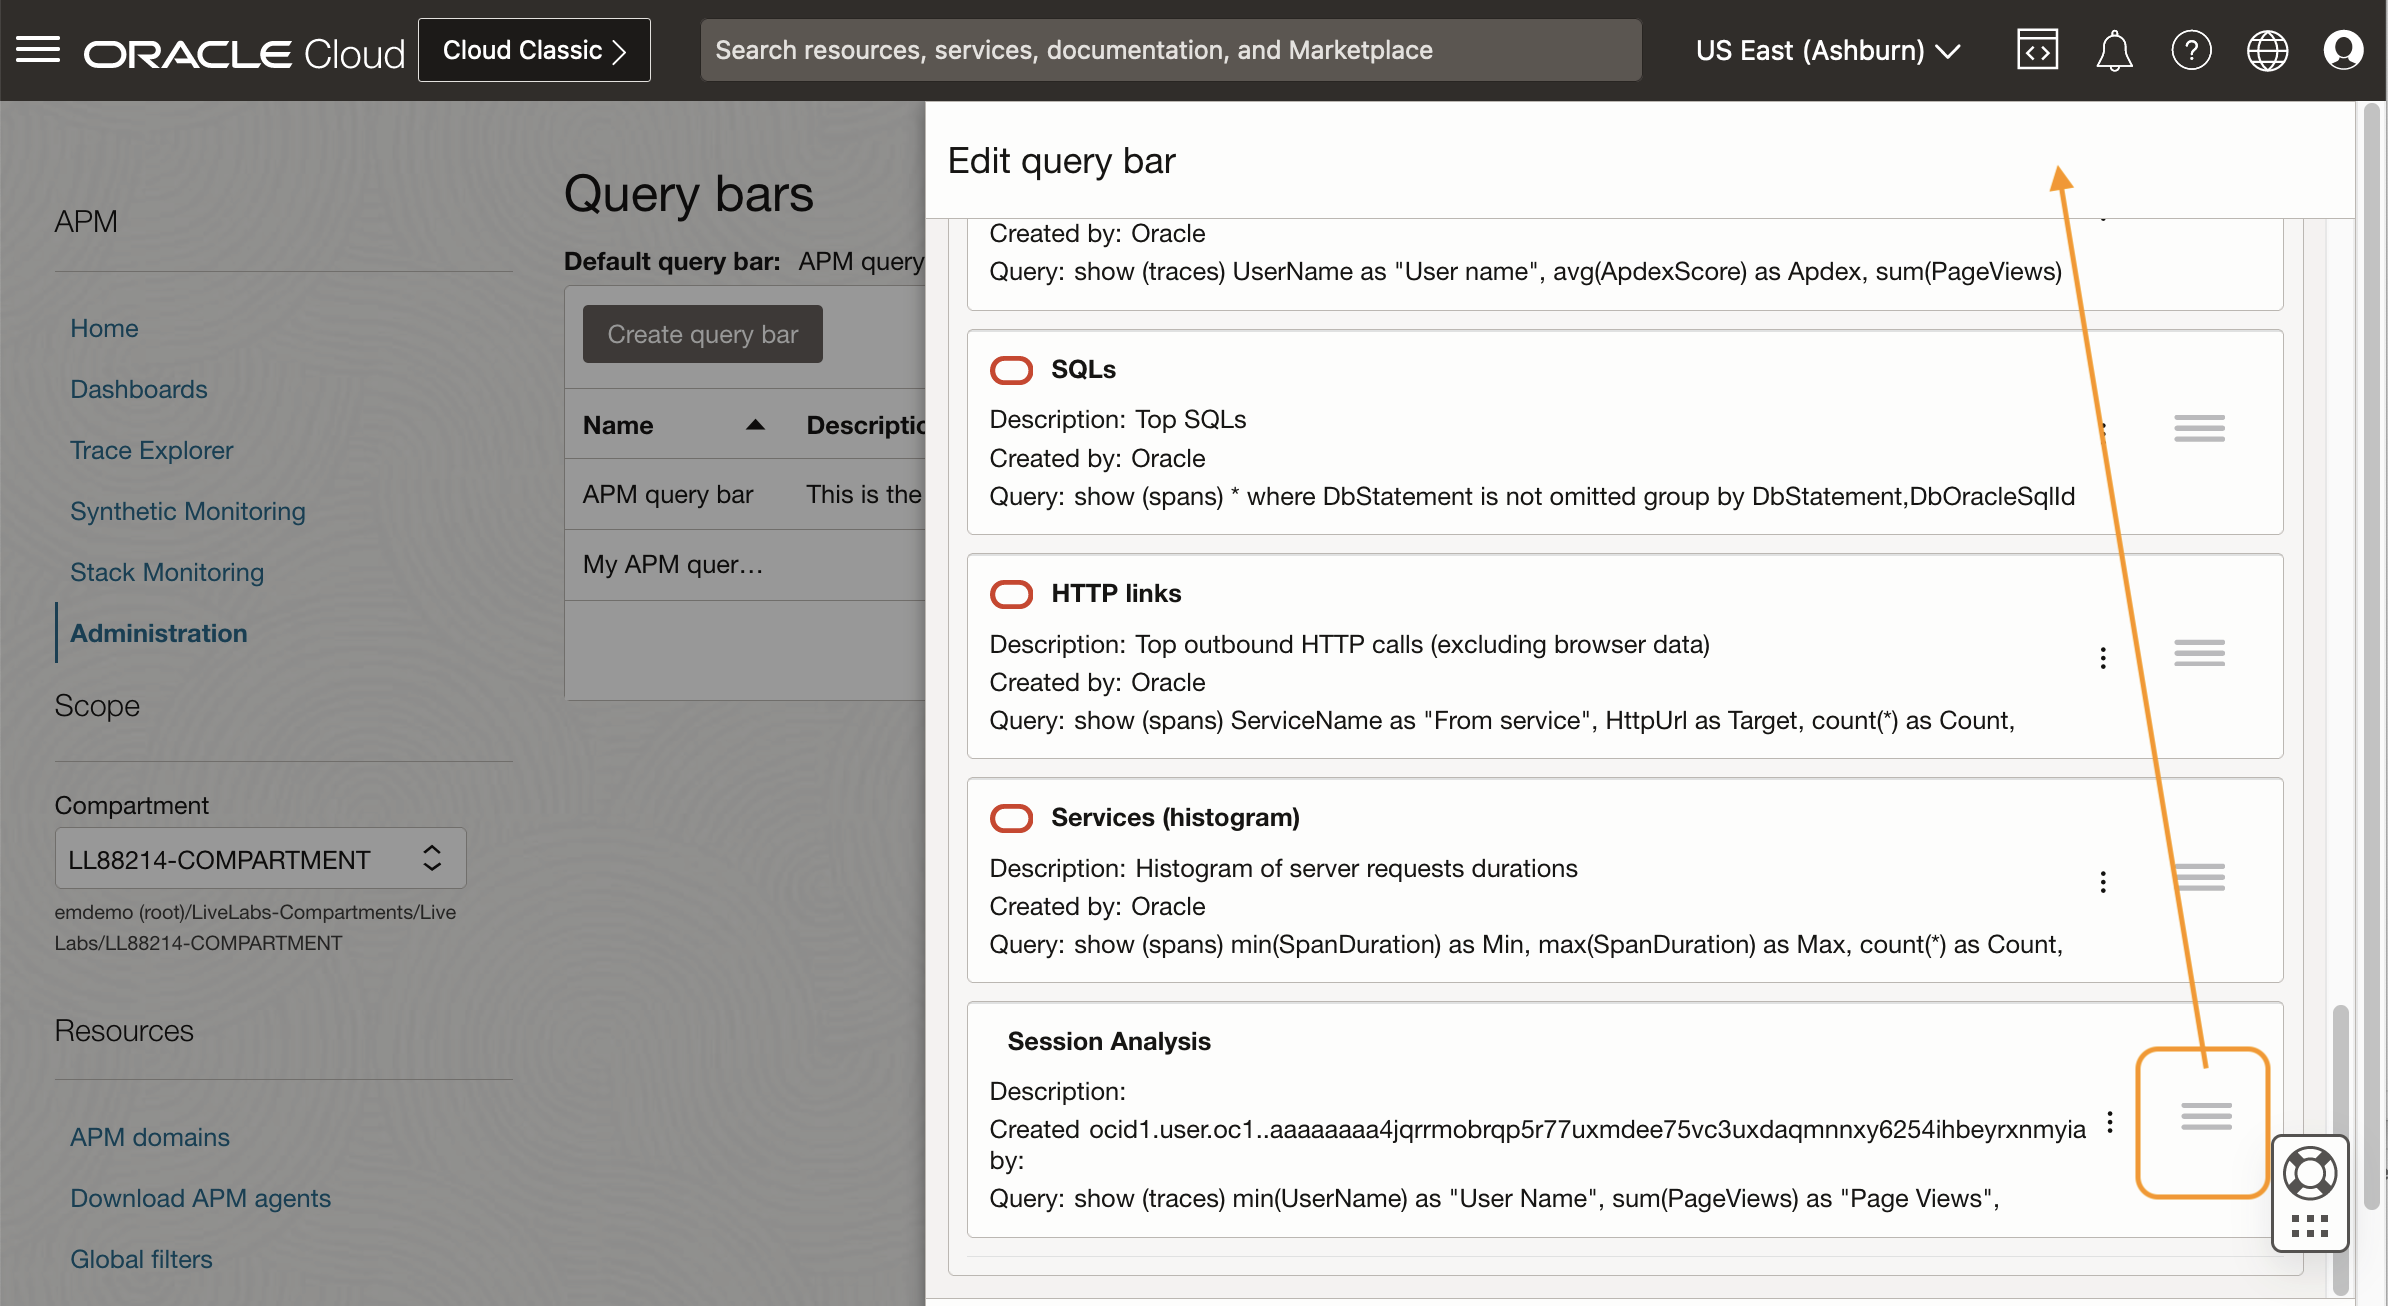 ORACLE Cloud
Cloud Classic
Search resources, services, documentation, and Marketplace
US East (Ashburn)
APM
Home
Dashboards
Trace Explorer
Synthetic Monitoring
Stack Monitoring
Administration
Scope
Compartment
LL88214-COMPARTMENT
emdemo (root)/LiveLabs-Compartments/Live
Labs/LL88214-COMPARTMENT
Resources
APM domains
Download APM agents
Global filters
Query bars
Default query bar: APM query
Create query bar
Name Descriptio
APM query bar This is the
My APM quer...
Edit query bar
Created by: Oracle
Query: show (traces) UserName as "User name", avg(ApdexScore) as Apdex, sum(PageViews)
SQLs
Description: Top SQLs
Created by: Oracle
Query: show (spans) * where DbStatement is not omitted group by DbStatement,DbOracleSqlId
HTTP links
Description: Top outbound HTTP calls (excluding browser data)
Created by: Oracle
Query: show (spans) ServiceName as "From service", HttpUrl as Target, count(*) as Count,
Services (histogram)
Description: Histogram of server requests durations
Created by: Oracle
Query: show (spans) min(SpanDuration) as Min, max(SpanDuration) as Max, count(*) as Count,
Session Analysis
Description:
Created ocid1.user.oc1..aaaaaaaa4jqrrmobrqp5r77uxmdee75vc3uxdaqmnnxy6254ihbeyrxnmyia
by:
Query: show (traces) min(UserName) as "User Name", sum(PageViews) as "Page Views",